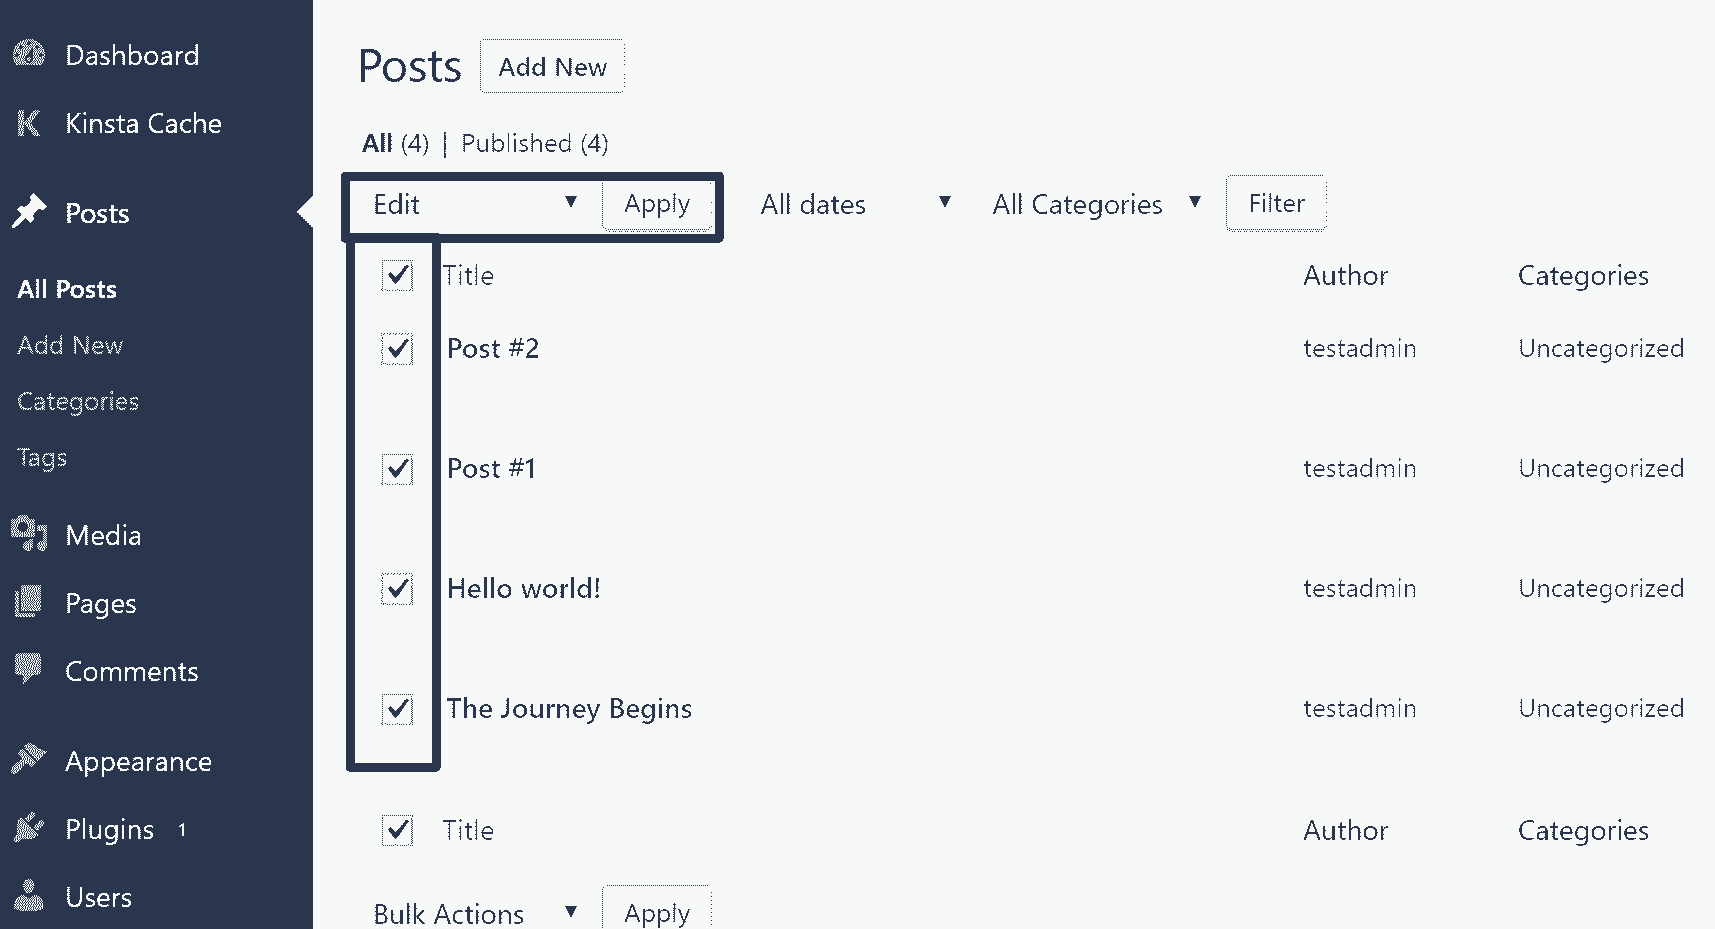 Dashboard
Kinsta Cache
Posts
All Posts
Add New
Categories
Tags
Media
Pages
Comments
Appearance
Plugins 1
Users
Posts Add New
All (4) | Published (4)
Edit Apply All dates All Categories Filter
Title Author Categories
Post #2 testadmin Uncategorized
Post #1 testadmin Uncategorized
Hello world! testadmin Uncategorized
The Journey Begins testadmin Uncategorized
Title Author Categories
Bulk Actions Apply